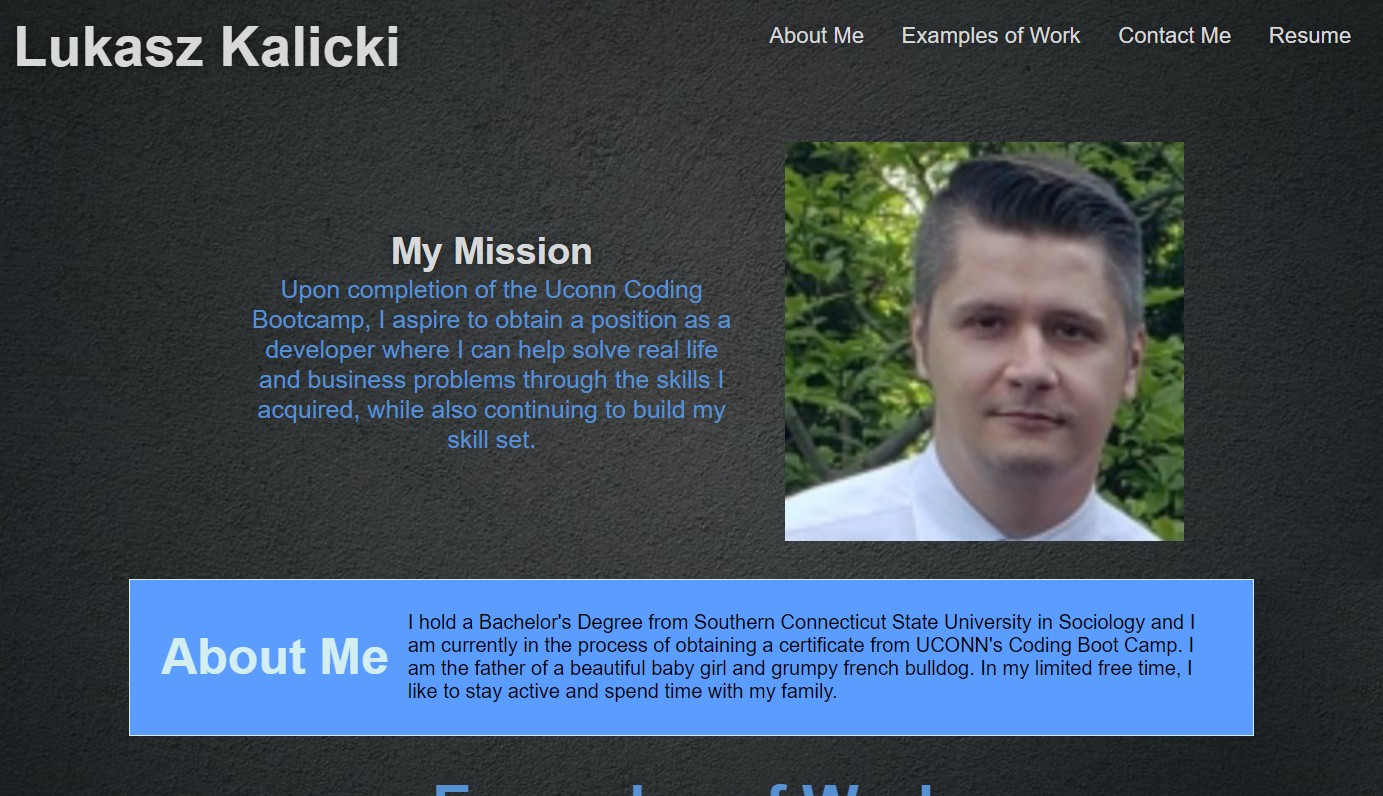 Lukasz Kalicki
About Me
Examples of Work
Contact Me
Resume
My Mission
Upon completion of the Uconn Coding
Bootcamp, I aspire to obtain a position as a
developer where I can help solve real life
and business problems through the skills I
acquired, while also continuing to build my
skill set.
About Me
I hold a Bachelor's Degree from Southern Connecticut State University in Sociology and I
am currently in the process of obtaining a certificate from UCONN's Coding Boot Camp. I
am the father of a beautiful baby girl and grumpy french bulldog. In my limited free time, I
like to stay active and spend time with my family.
Examples of Work